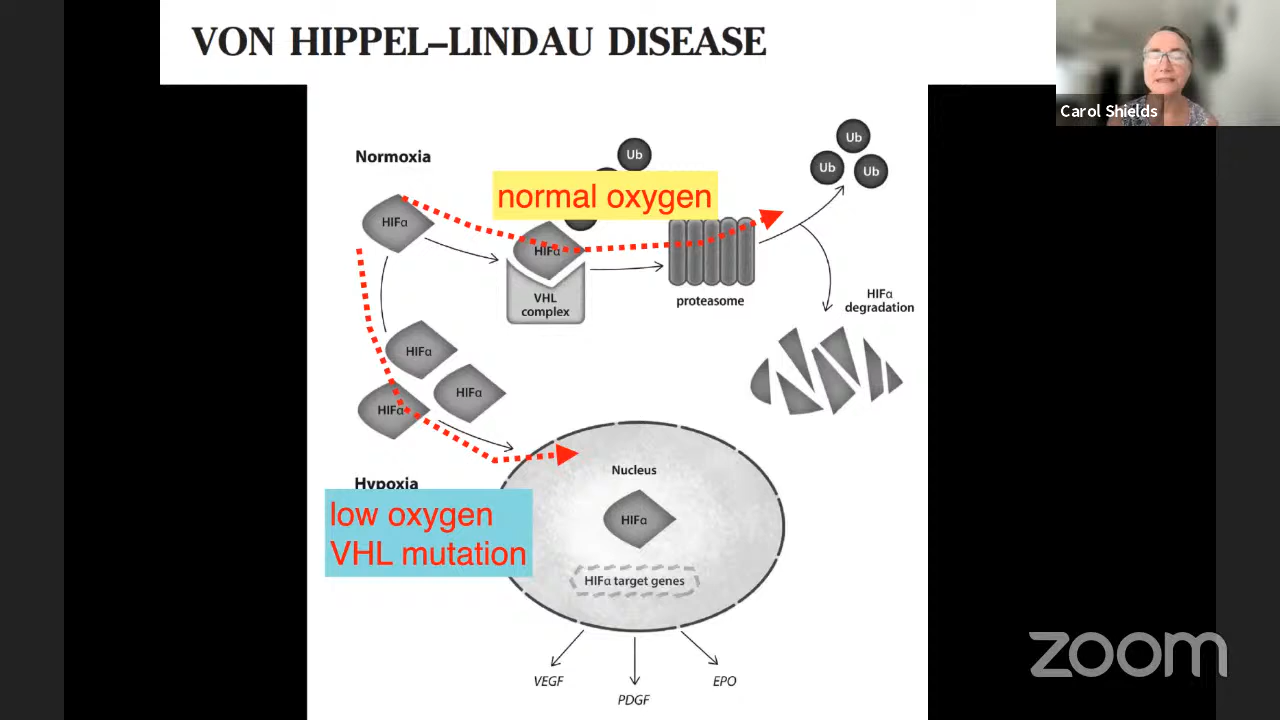 VON HIPPEL–LINDAU DISEASE
Carol Shields
Normoxia
Ub
Ub
Ub
Ub
normal oxygen
HIFα
HIFα
VHL
complex
proteasome
HIFα
degradation
HIFα
HIFα
HIFα
Hypoxia
low oxygen
VHL mutation
Nucleus
HIFα
HIFα target genes
VEGF
PDGF
EPO
zoom